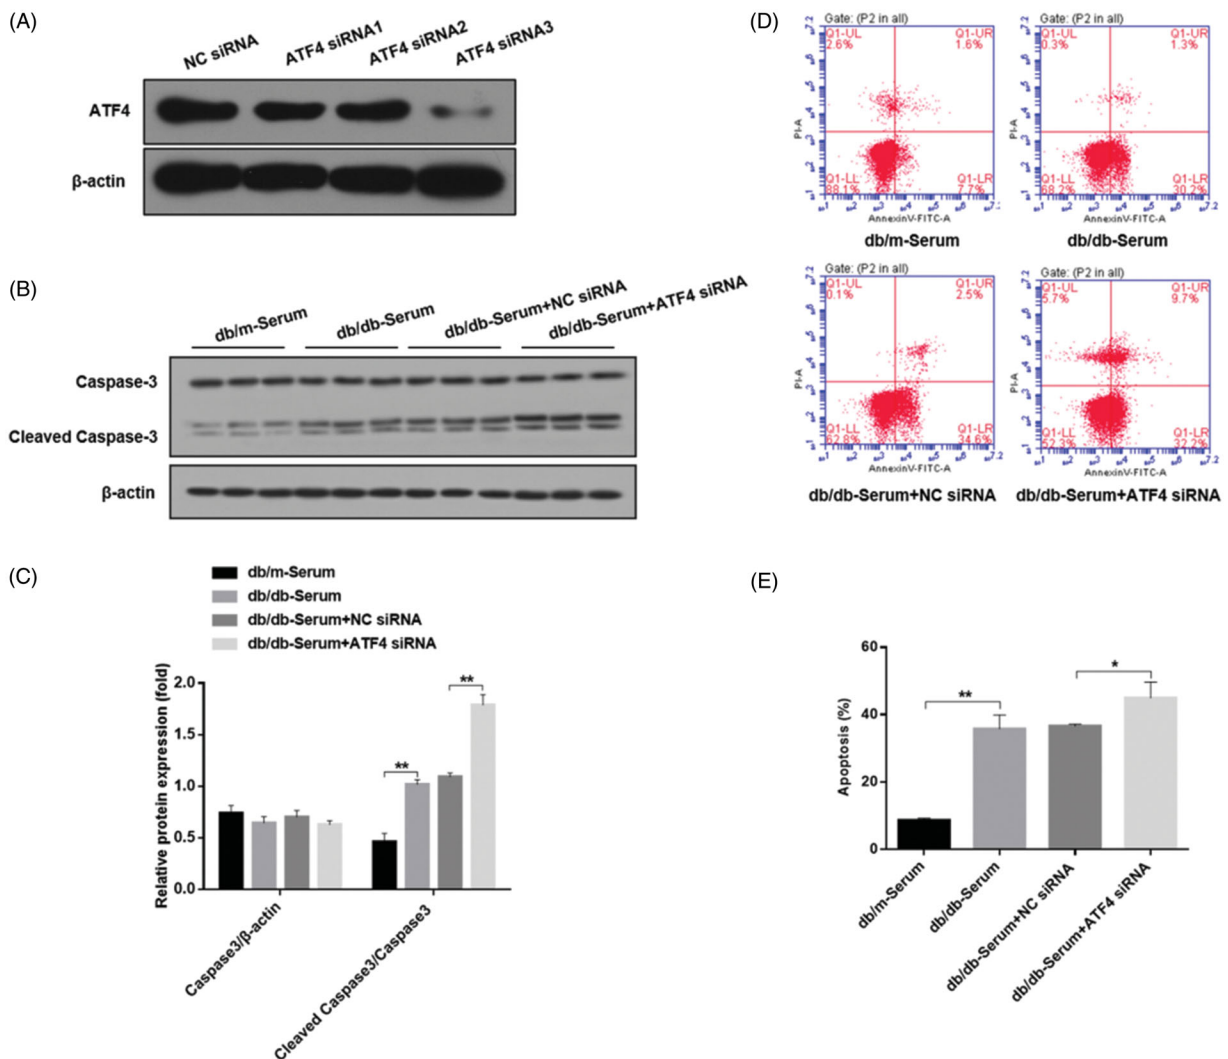 (A)
NC siRNA
ATF4 siRNA1
ATF4 siRNA2
ATF4 siRNA3
ATF4
β-actin
(B)
db/m-Serum
db/db-Serum
db/db-Serum+NC siRNA
db/db-Serum+ATF4 siRNA
Caspase-3
Cleaved Caspase-3
β-actin
(C)
db/m-Serum
db/db-Serum
db/db-Serum+NC siRNA
db/db-Serum+ATF4 siRNA
Relative protein expression (fold)
2.0
1.5
1.0
0.5
0.0
**
**
Caspase3/β-actin
Cleaved Caspase3/Caspase3
(D)
Gate: (P2 in all)
Q1-UL
2.6%
Q1-UR
1.6%
Q1-LL
88.1%
Q1-LR
7.7%
PI-A
AnnexinV-FITC-A
db/m-Serum
Gate: (P2 in all)
Q1-UL
0.3%
Q1-UR
1.3%
Q1-LL
68.2%
Q1-LR
30.2%
PI-A
AnnexinV-FITC-A
db/db-Serum
Gate: (P2 in all)
Q1-UL
0.1%
Q1-UR
2.5%
Q1-LL
62.8%
Q1-LR
34.6%
PI-A
AnnexinV-FITC-A
db/db-Serum+NC siRNA
Gate: (P2 in all)
Q1-UL
5.7%
Q1-UR
9.7%
Q1-LL
52.3%
Q1-LR
32.2%
PI-A
AnnexinV-FITC-A
db/db-Serum+ATF4 siRNA
(E)
Apoptosis (%)
60
40
20
0
**
*
db/m-Serum
db/db-Serum
db/db-Serum+NC siRNA
db/db-Serum+ATF4 siRNA